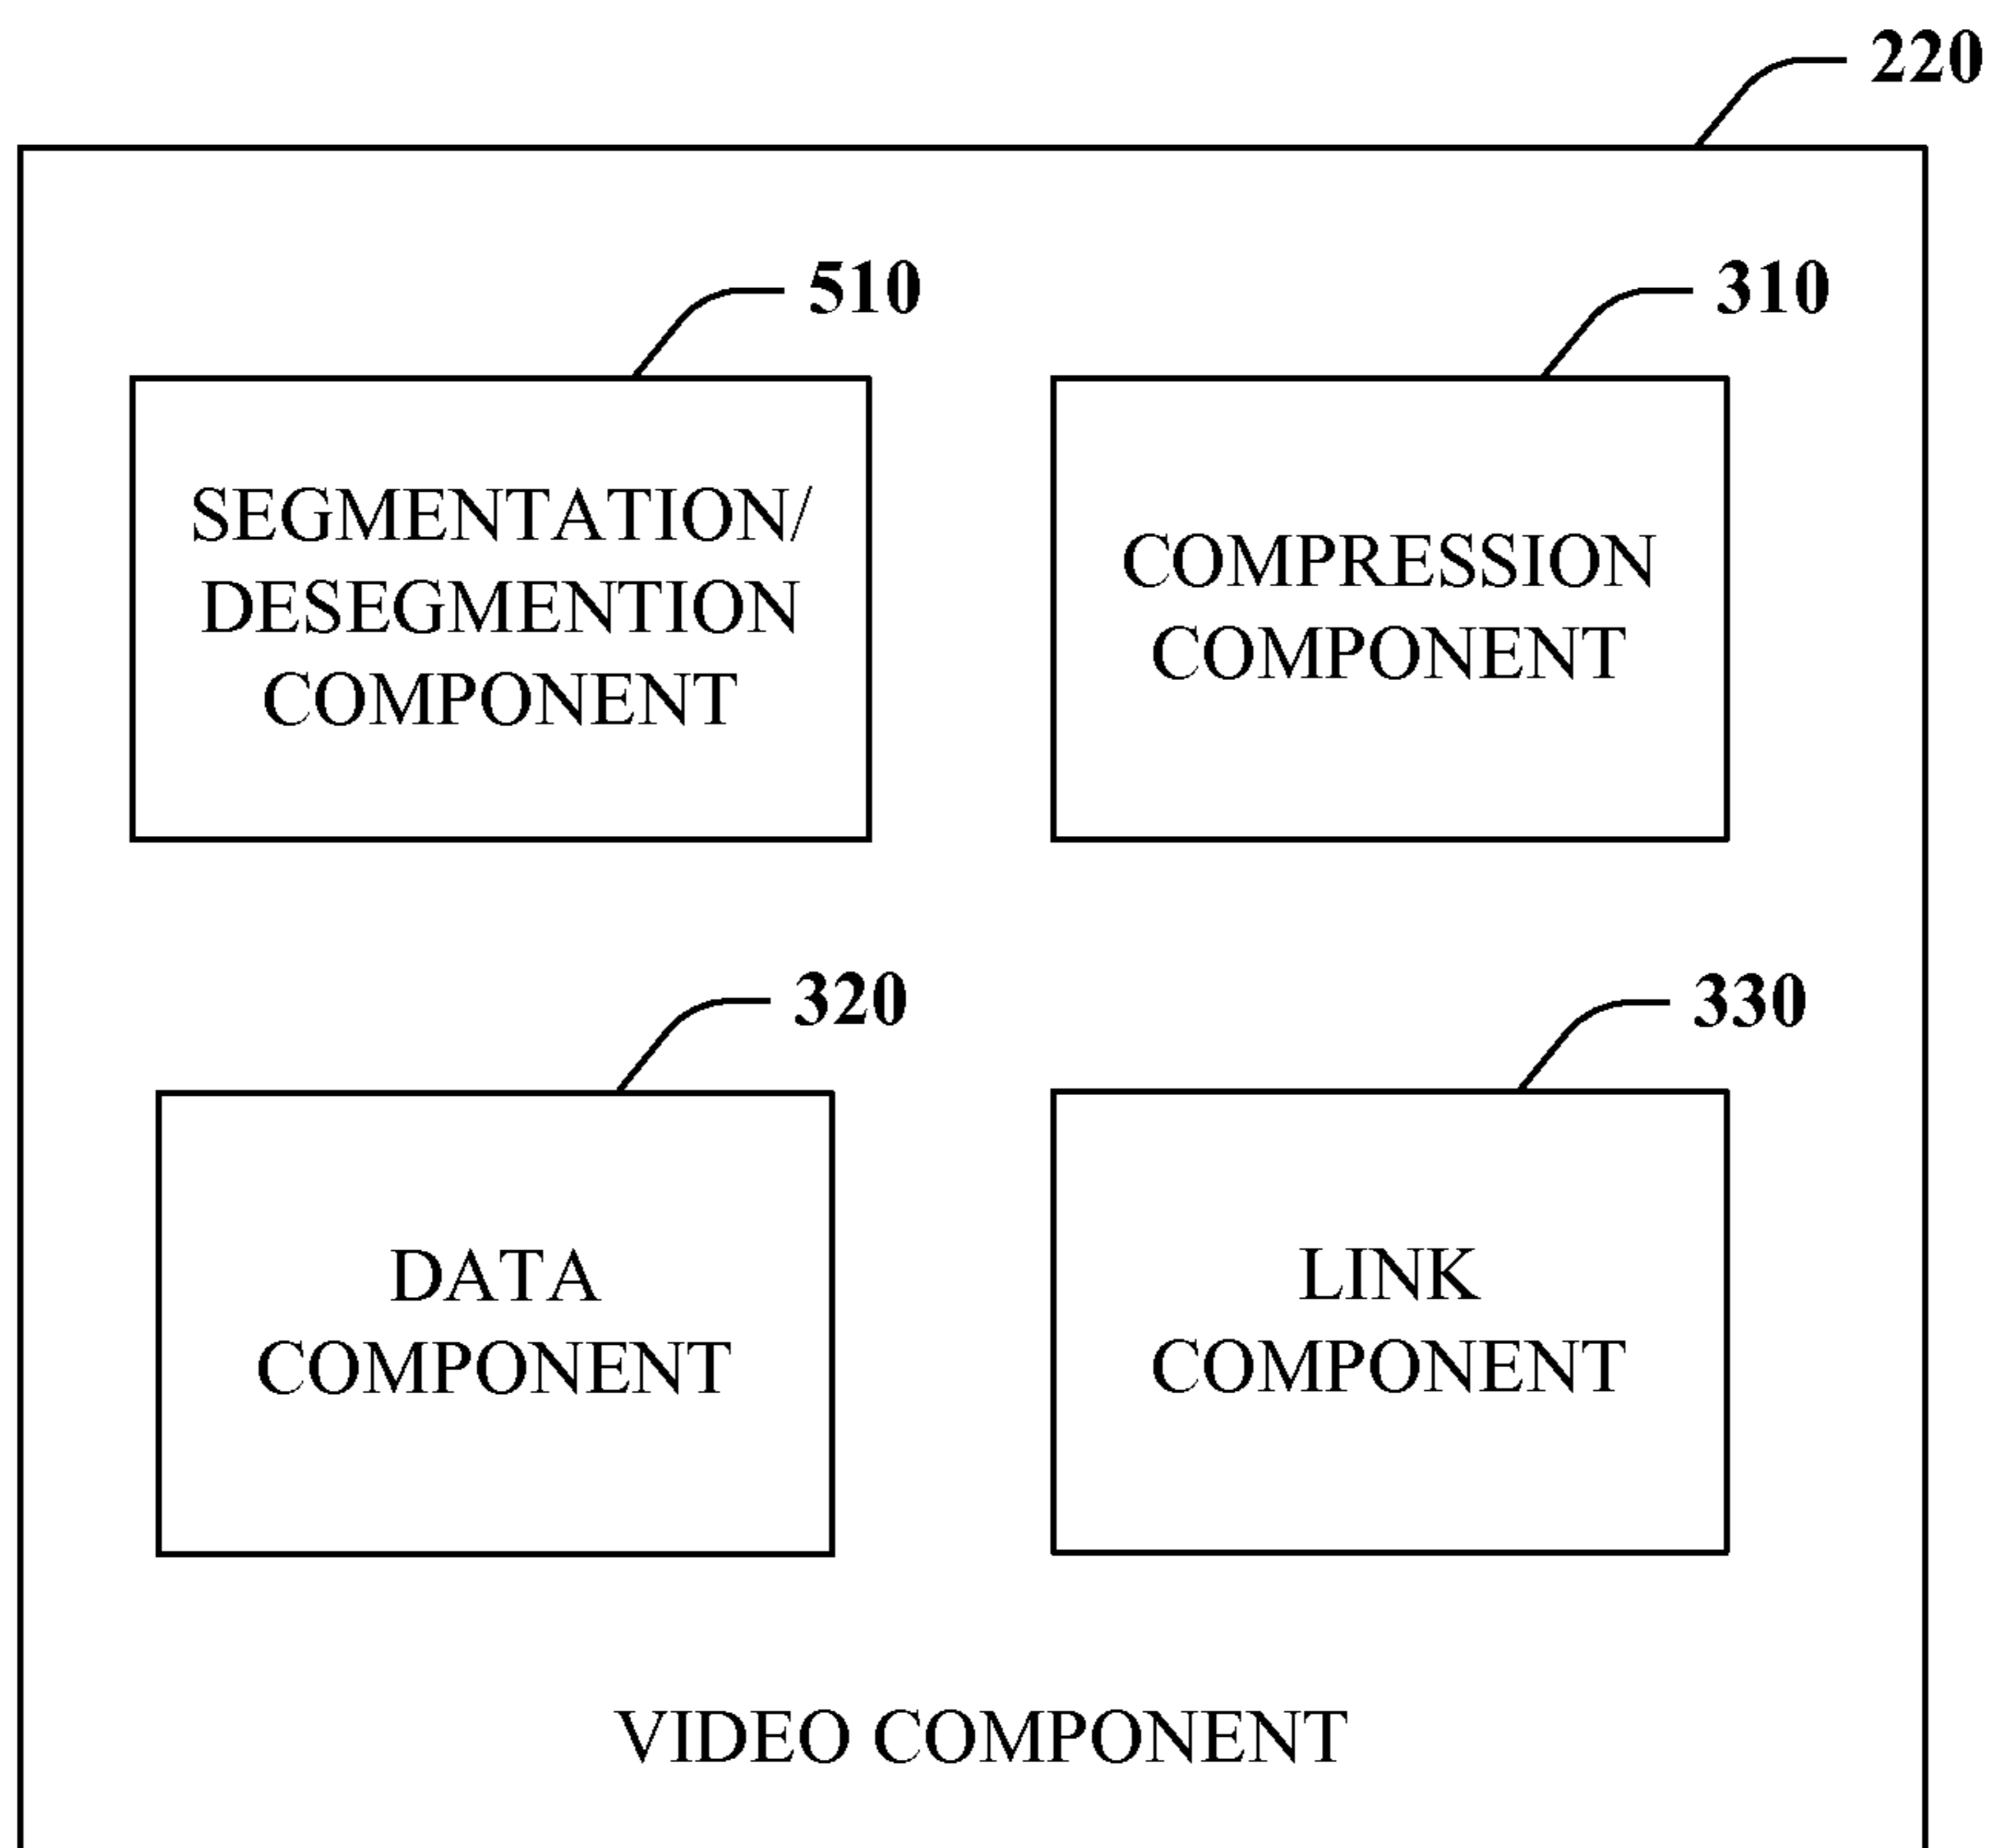 220
510
310
SEGMENTATION/
DESEGMENTION
COMPONENT
COMPRESSION
COMPONENT
320
330
DATA
COMPONENT
LINK
COMPONENT
VIDEO COMPONENT